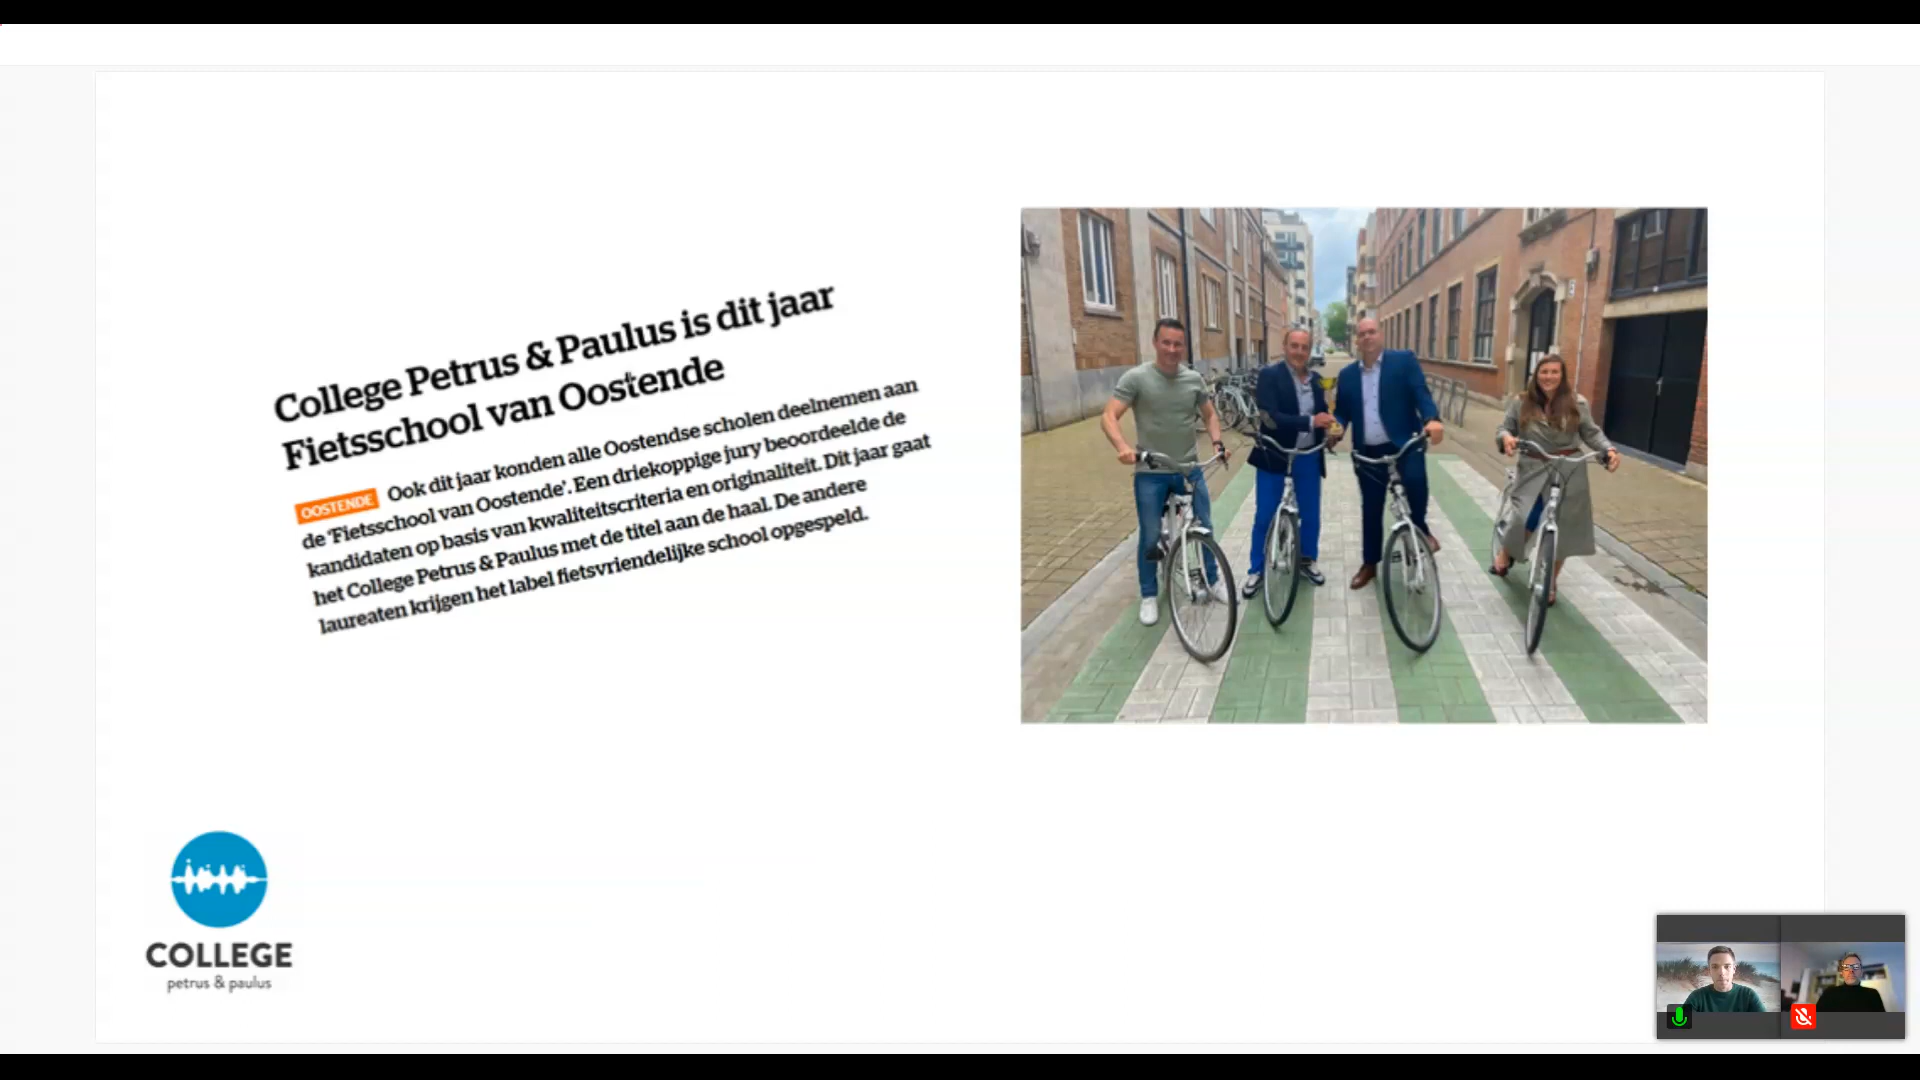 College Petrus & Paulus is dit jaar
Fietsschool van Oostende
OOSTENDE Ook dit jaar konden alle Oostendse scholen deelnemen aan
de 'Fietsschool van Oostende'. Een driekoppige jury beoordeelde de
kandidaten op basis van kwaliteitscriteria en originaliteit. Dit jaar gaat
het College Petrus & Paulus met de titel aan de haal. De andere
laureaten krijgen het label fietsvriendelijke school opgespeld.
COLLEGE
petrus & paulus